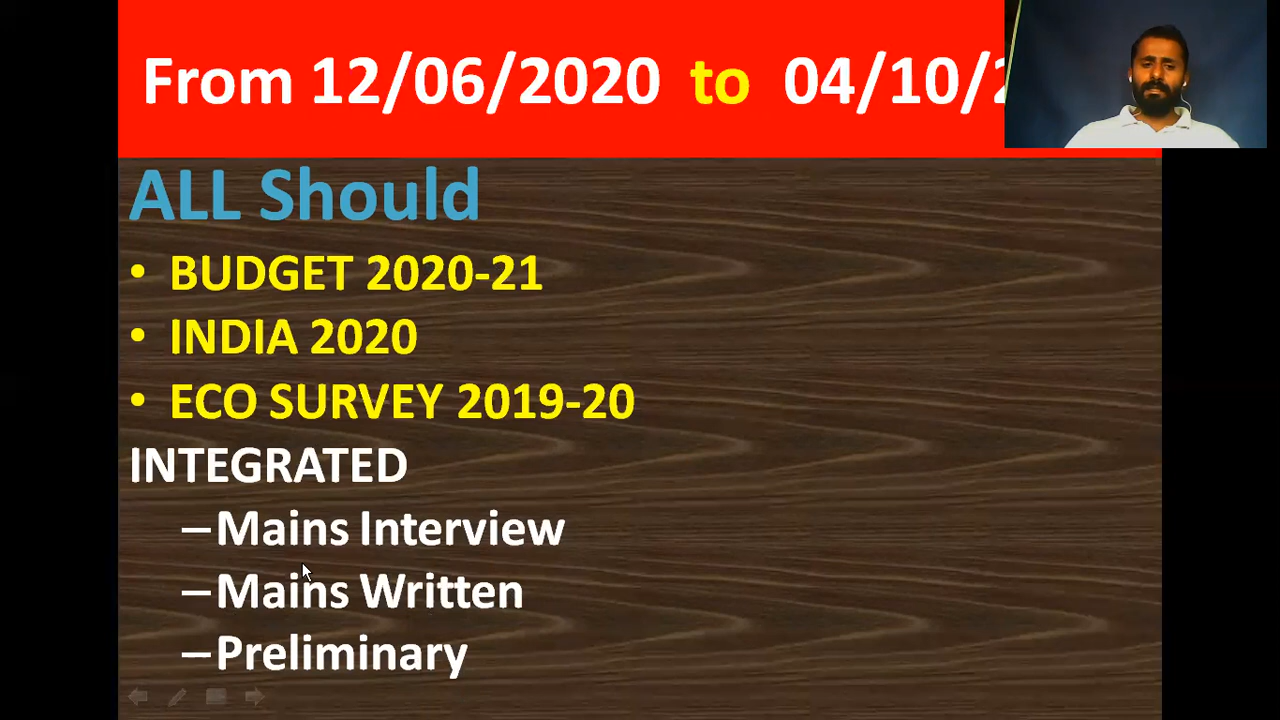 From 12/06/2020 to 04/10/2
ALL Should
• BUDGET 2020-21
• INDIA 2020
• ECO SURVEY 2019-20
INTEGRATED
–Mains Interview
–Mains Written
–Preliminary